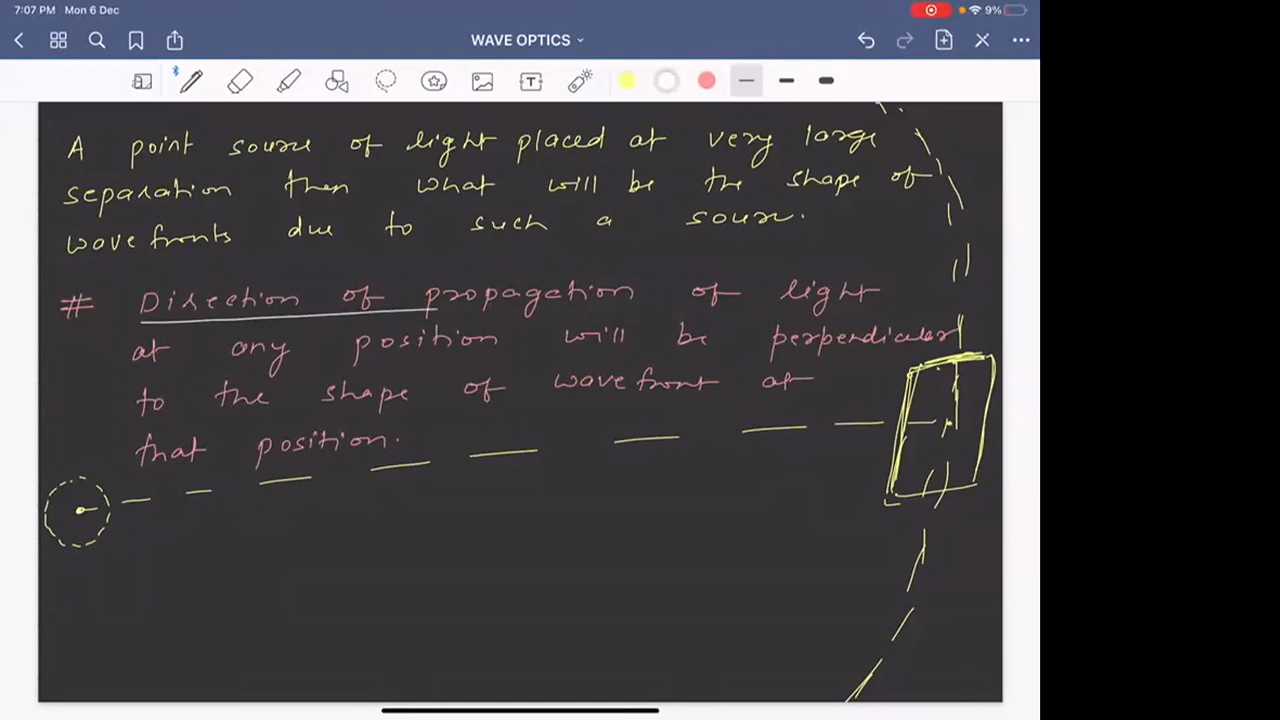 7:07 PM Mon 6 Dec
9%
WAVE OPTICS
T
A point source of light placed at very large
separation then what will be the shape of
wavefronts due to such a source.
# Direction of propagation of light
at any position will be perpendicular
to the shape of wavefront at
that position.